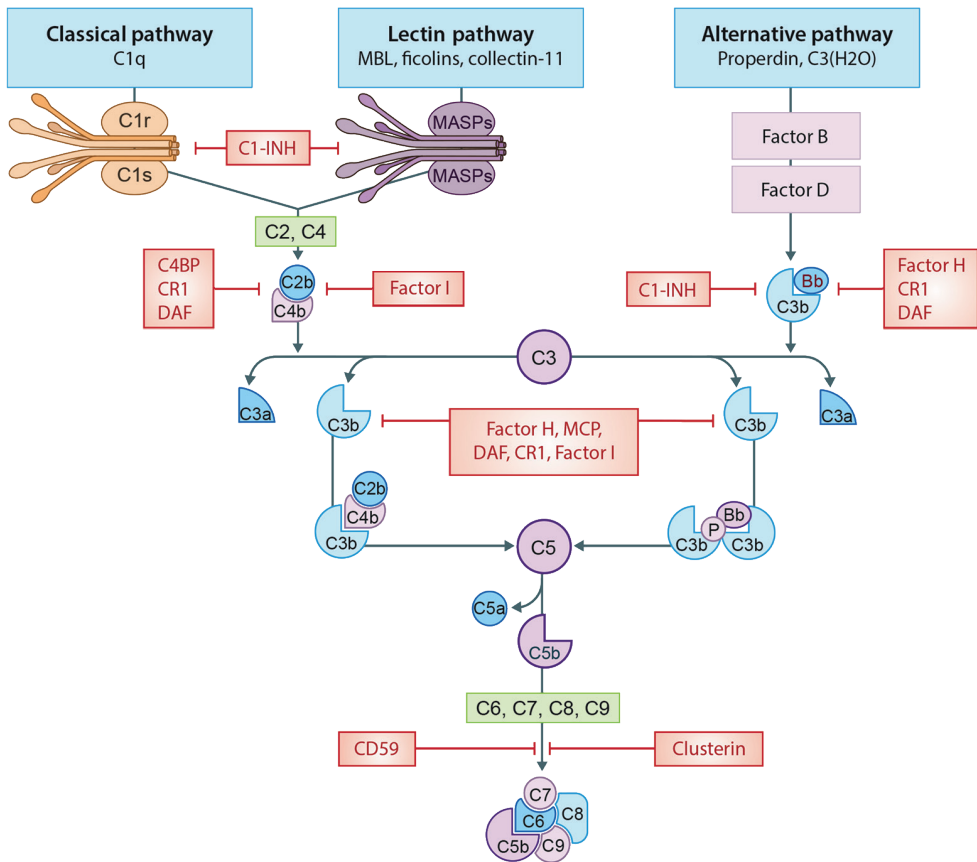 Classical pathway
C1q
Lectin pathway
MBL, ficolins, collectin-11
Alternative pathway
Properdin, C3(H2O)
C1r
C1s
C1-INH
MASPs
MASPs
Factor B
Factor D
C2, C4
C4BP
CR1
DAF
C2b
C4b
Factor I
C1-INH
Bb
C3b
Factor H
CR1
DAF
C3
C3a
C3b
Factor H, MCP,
DAF, CR1, Factor I
C3b
C3a
C2b
C4b
C3b
C5
Bb
P
C3b
C3b
C5a
C5b
C6, C7, C8, C9
CD59
Clusterin
C7
C6
C8
C5b
C9